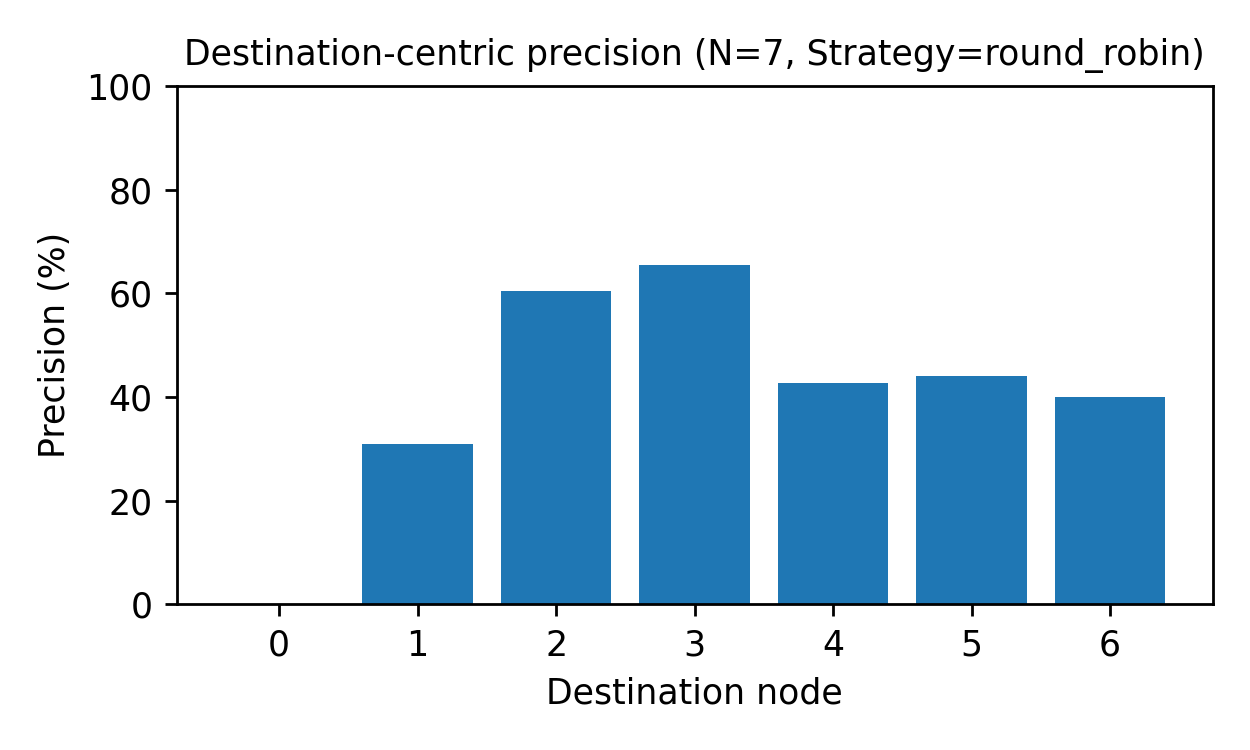 Destination-centric precision (N=7, Strategy=round_robin)
100
80
60
40
20
0
Precision (%)
0 1 2 3 4 5 6
Destination node